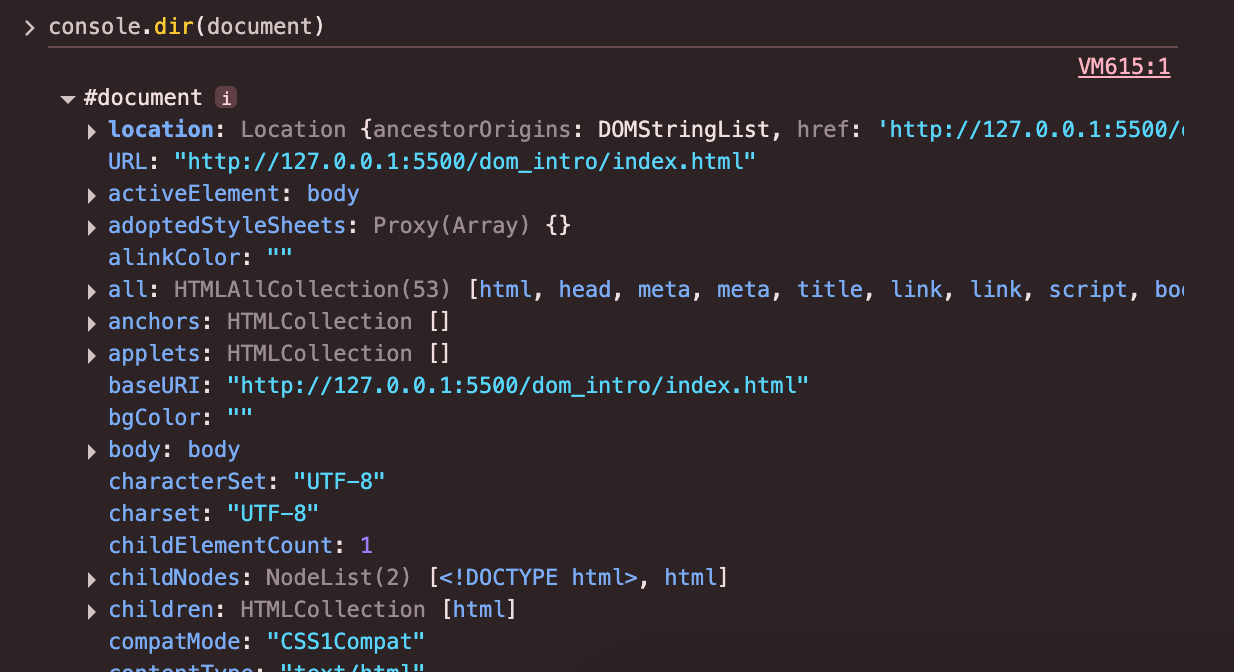 > console.dir(document)
VM615:1
▼ #document i
▶ location: Location {ancestorOrigins: DOMStringList, href: 'http://127.0.0.1:5500/
URL: "http://127.0.0.1:5500/dom_intro/index.html"
▶ activeElement: body
▶ adoptedStyleSheets: Proxy(Array) {}
alinkColor: ""
▶ all: HTMLAllCollection(53) [html, head, meta, meta, title, link, link, script,
▶ anchors: HTMLCollection []
▶ applets: HTMLCollection []
baseURI: "http://127.0.0.1:5500/dom_intro/index.html"
bgColor: ""
▶ body: body
characterSet: "UTF-8"
charset: "UTF-8"
childElementCount: 1
▶ childNodes: NodeList(2) [<!DOCTYPE html>, html]
▶ children: HTMLCollection [html]
compatMode: "CSS1Compat"
contentType: "text/html"